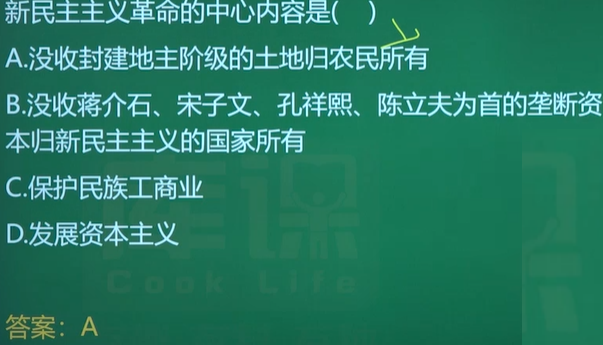 新民主主义革命的中心内容是(    )
A.没收封建地主阶级的土地归农民所有
B.没收蒋介石、宋子文、孔祥熙、陈立夫为首的垄断资
本归新民主主义的国家所有
C.保护民族工商业
D.发展资本主义
库课
Cook Life
答案：A